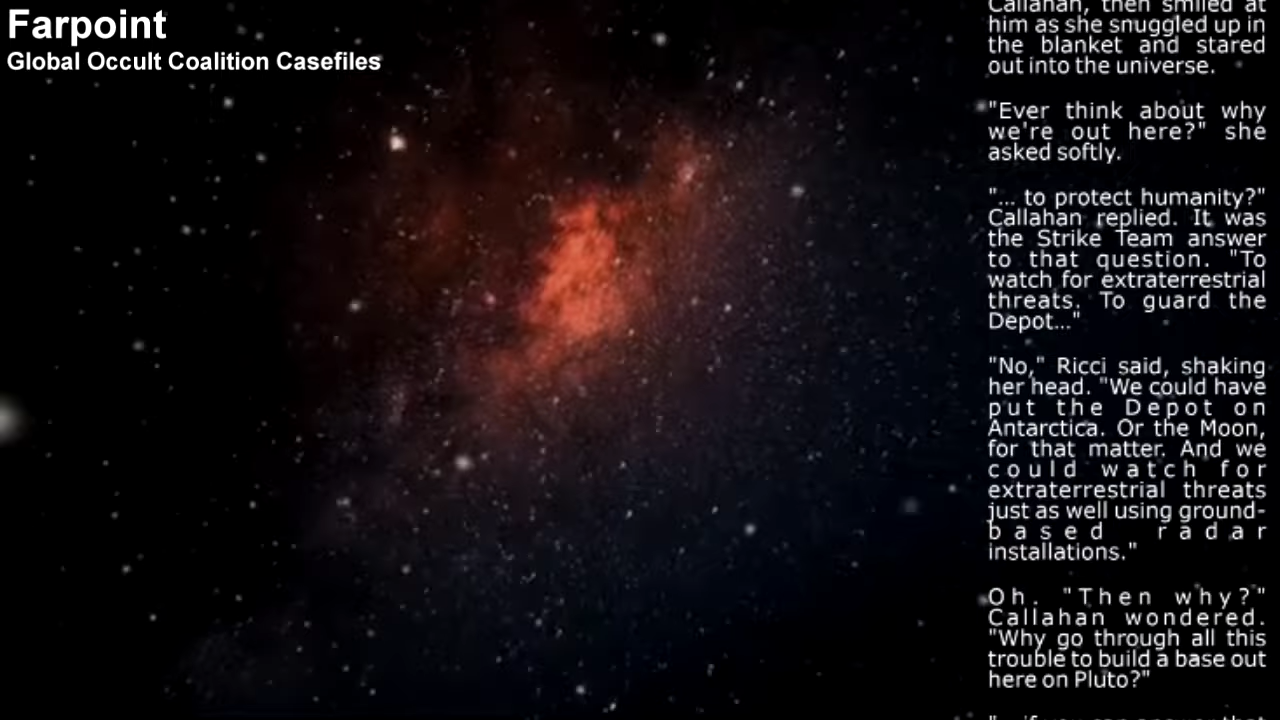 Farpoint
Global Occult Coalition Casefiles
Callahan, then smiled at
him as she snuggled up in
the blanket and stared
out into the universe.
"Ever think about why
we're out here?" she
asked softly.
"... to protect humanity?"
Callahan replied. It was
the Strike Team answer
to that question. "To
watch for extraterrestrial
threats. To guard the
Depot..."
"No," Ricci said, shaking
her head. "We could have
put the Depot on
Antarctica. Or the Moon,
for that matter. And we
could watch for
extraterrestrial threats
just as well using ground-
based radar
installations."
Oh. "Then why?"
Callahan wondered.
"Why go through all this
trouble to build a base out
here on Pluto?"